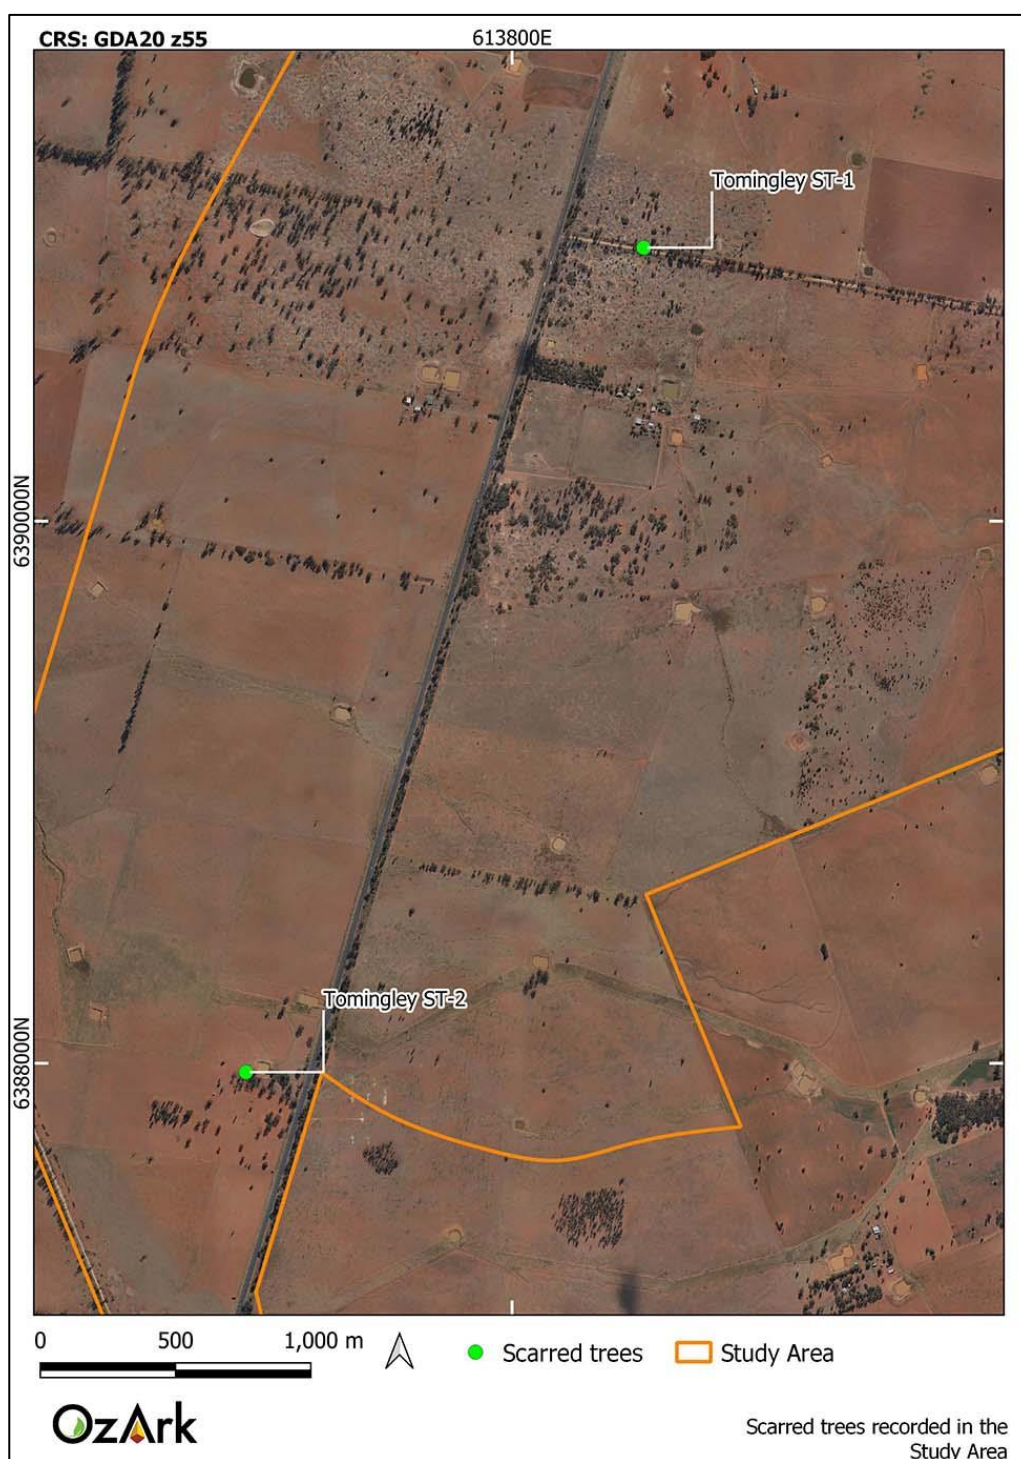 CRS: GDA20 z55
613800E
Tomingley ST-1
6390000N
Tomingley ST-2
6388000N
0 500 1,000 m
Scarred trees
Study Area
OzArk
Scarred trees recorded in the
Study Area